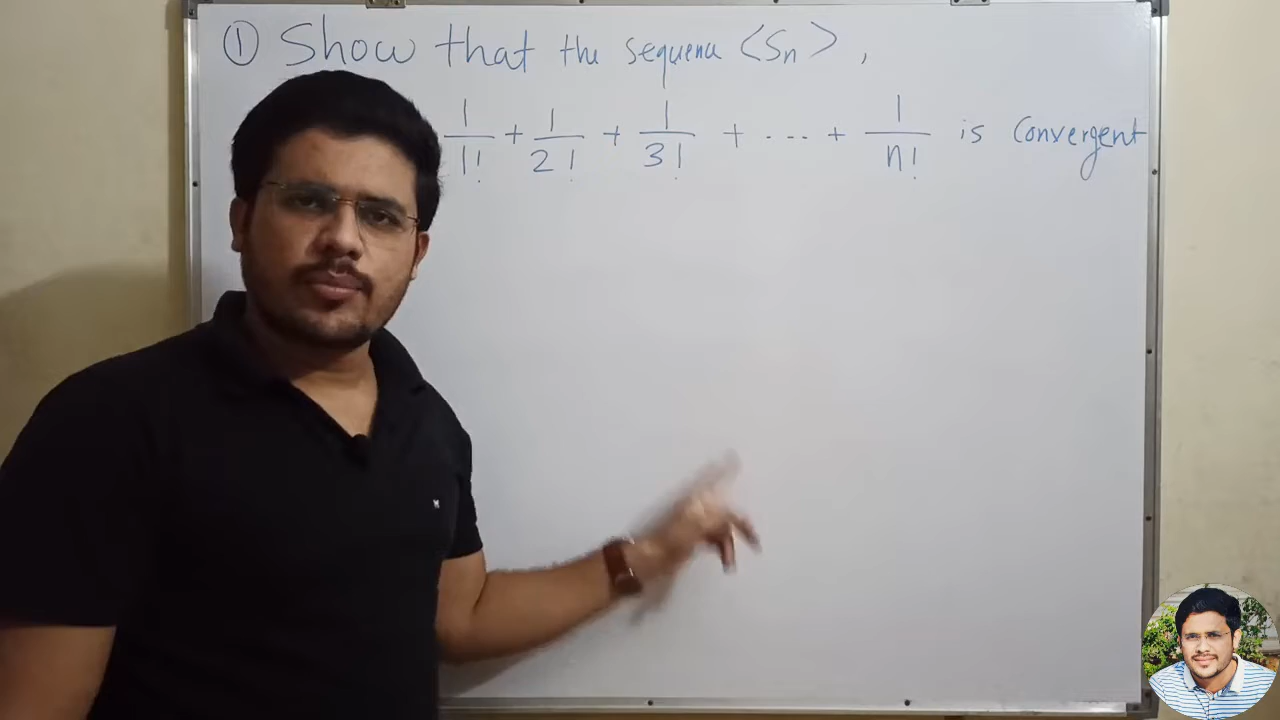 ① Show that the sequence <Sn> ,
1/1! + 1/2! + 1/3! + ... + 1/n! is Convergent